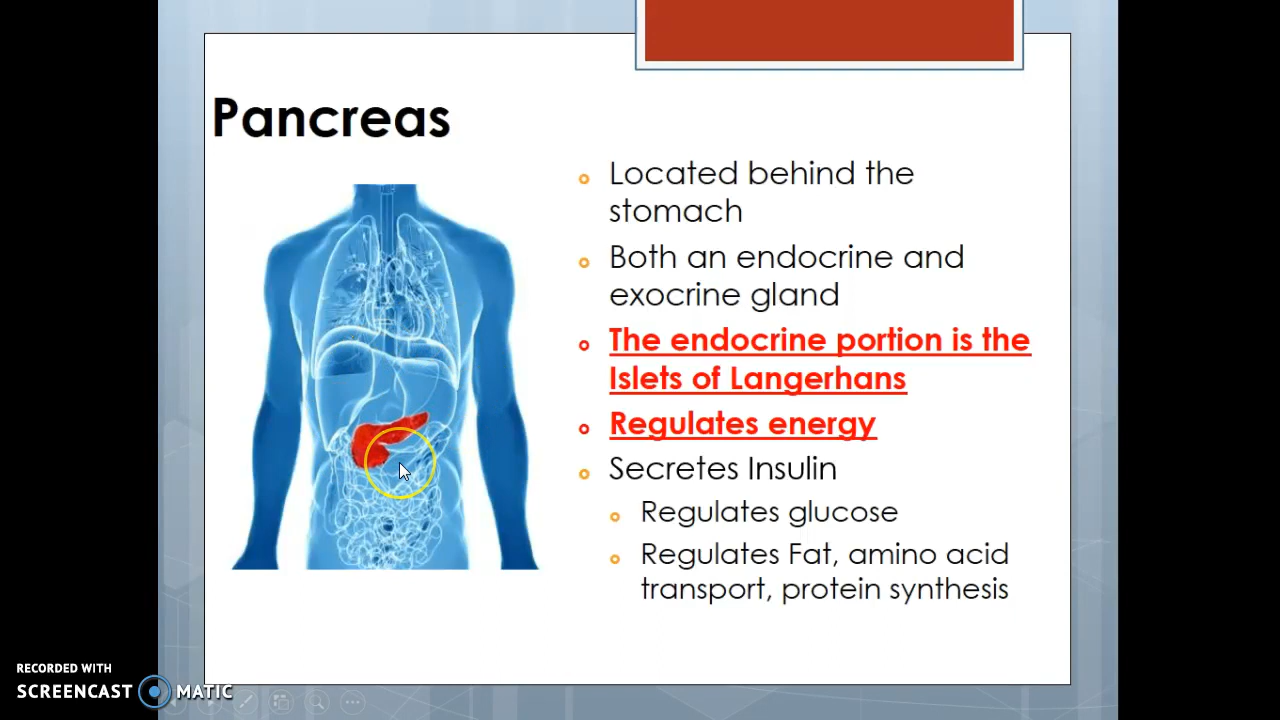 Pancreas
Located behind the
stomach
Both an endocrine and
exocrine gland
The endocrine portion is the
Islets of Langerhans
Regulates energy
Secretes Insulin
Regulates glucose
Regulates Fat, amino acid
transport, protein synthesis
RECORDED WITH
SCREENCAST MATIC